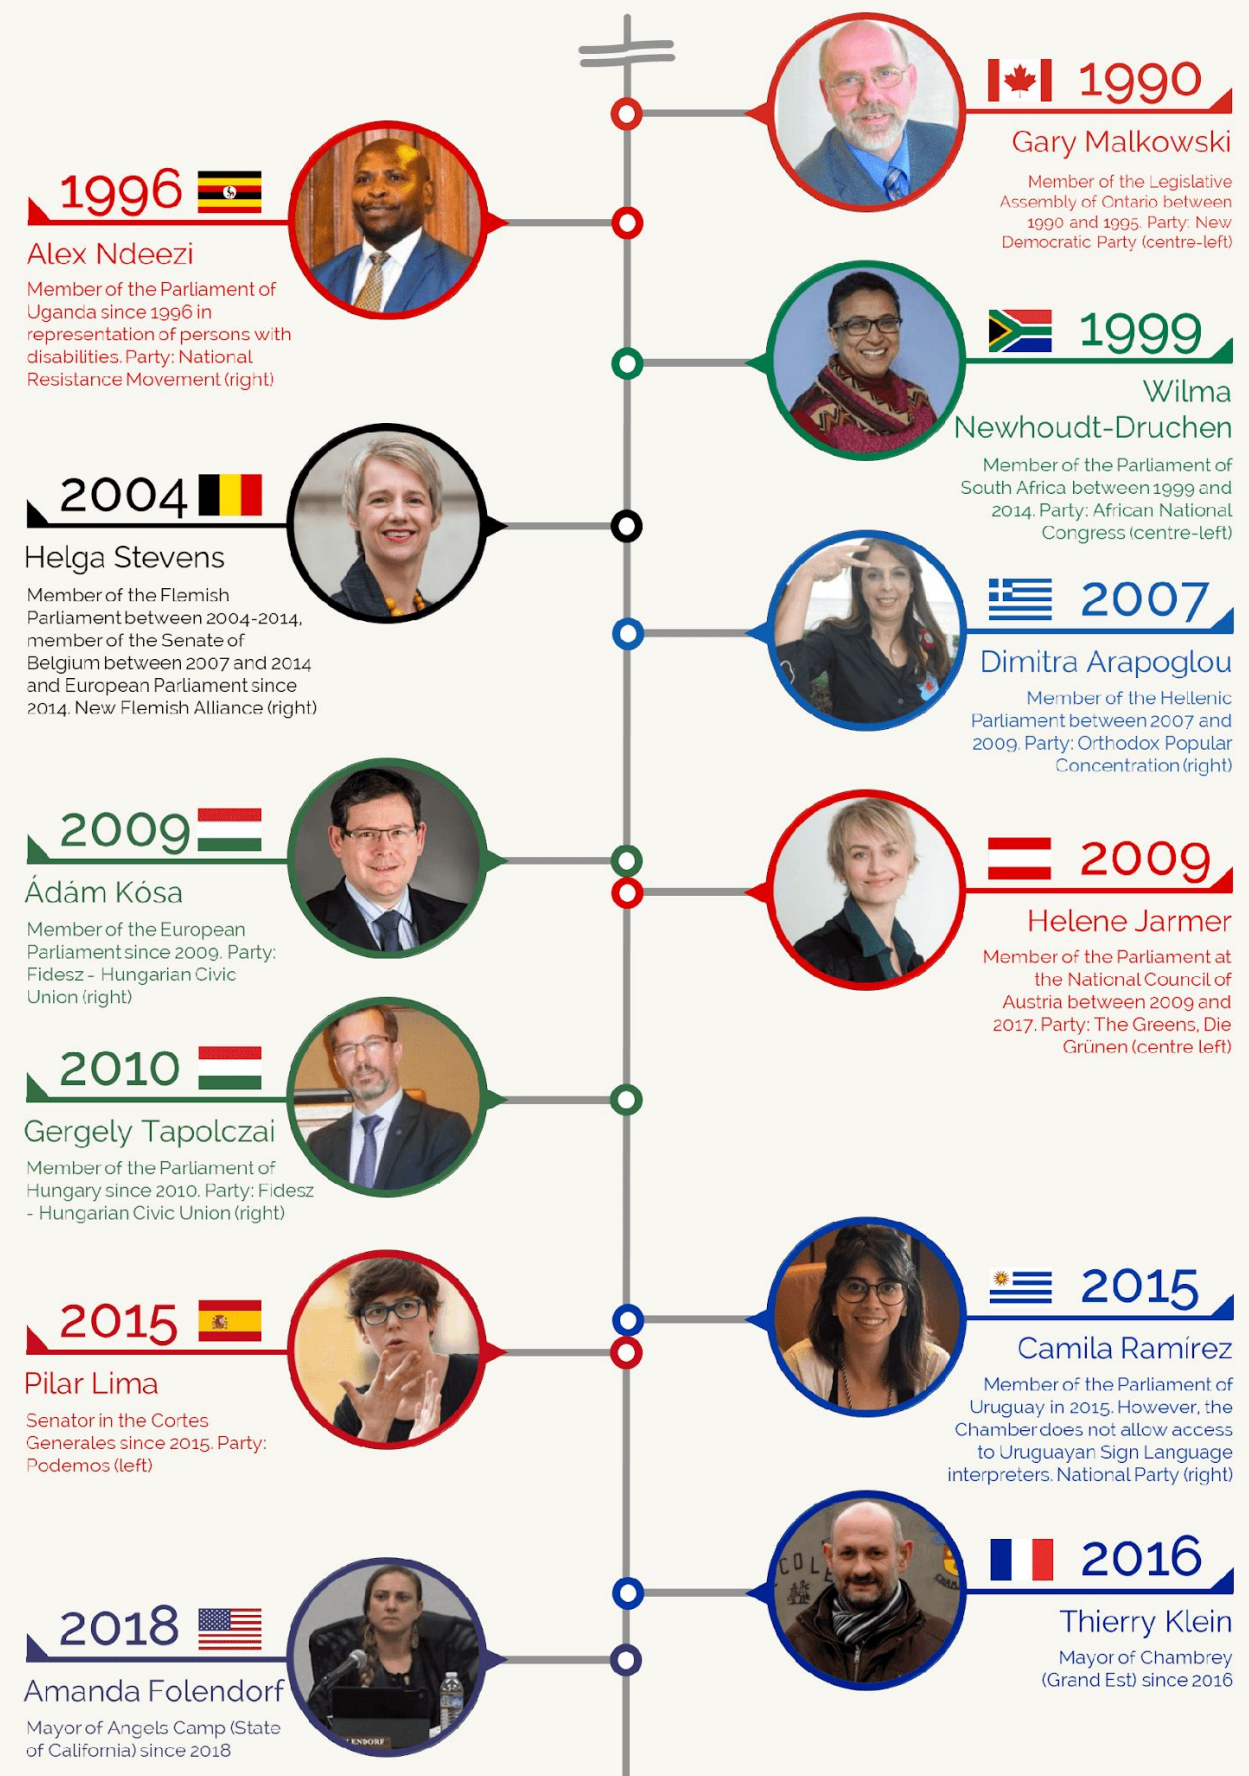 1990
Gary Malkowski
Member of the Legislative
Assembly of Ontario between
1990 and 1995. Party: New
Democratic Party (centre-left)
1996
Alex Ndeezi
Member of the Parliament of
Uganda since 1996 in
representation of persons with
disabilities. Party: National
Resistance Movement (right)
1999
Wilma
Newhoudt-Druchen
Member of the Parliament of
South Africa between 1999 and
2014. Party: African National
Congress (centre-left)
2004
Helga Stevens
Member of the Flemish
Parliament between 2004-2014,
member of the Senate of
Belgium between 2007 and 2014
and European Parliament since
2014. New Flemish Alliance (right)
2007
Dimitra Arapoglou
Member of the Hellenic
Parliament between 2007 and
2009. Party: Orthodox Popular
Concentration (right)
2009
Ádám Kósa
Member of the European
Parliament since 2009. Party:
Fidesz - Hungarian Civic
Union (right)
2009
Helene Jarmer
Member of the Parliament at
the National Council of
Austria between 2009 and
2017. Party: The Greens, Die
Grünen (centre left)
2010
Gergely Tapolczai
Member of the Parliament of
Hungary since 2010. Party: Fidesz
- Hungarian Civic Union (right)
2015
Camila Ramírez
Member of the Parliament of
Uruguay in 2015. However, the
Chamber does not allow access
to Uruguayan Sign Language
interpreters. National Party (right)
2015
Pilar Lima
Senator in the Cortes
Generales since 2015. Party:
Podemos (left)
COLE
2016
Thierry Klein
Mayor of Chambrey
(Grand Est) since 2016
2018
Amanda Folendorf
Mayor of Angels Camp (State
of California) since 2018
LENDORF